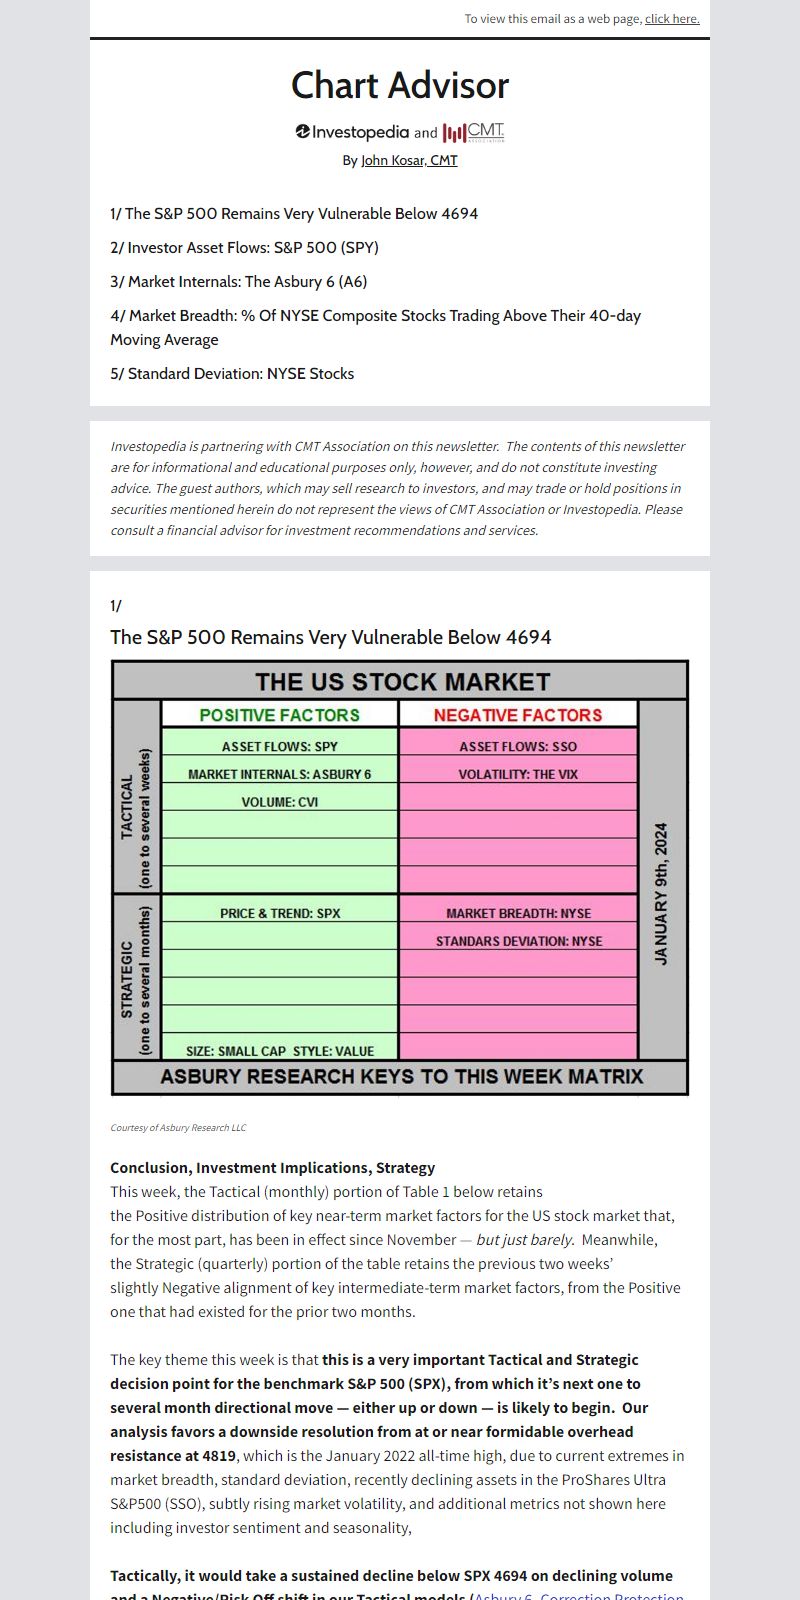 To view this email as a web page, click here.
Chart Advisor
Investopedia and CMT ASSOCIATION
By John Kosar, CMT
1/ The S&P 500 Remains Very Vulnerable Below 4694
2/ Investor Asset Flows: S&P 500 (SPY)
3/ Market Internals: The Asbury 6 (A6)
4/ Market Breadth: % Of NYSE Composite Stocks Trading Above Their 40-day
Moving Average
5/ Standard Deviation: NYSE Stocks
Investopedia is partnering with CMT Association on this newsletter. The contents of this newsletter
are for informational and educational purposes only, however, and do not constitute investing
advice. The guest authors, which may sell research to investors, and may trade or hold positions in
securities mentioned herein do not represent the views of CMT Association or Investopedia. Please
consult a financial advisor for investment recommendations and services.
1/
The S&P 500 Remains Very Vulnerable Below 4694
THE US STOCK MARKET
POSITIVE FACTORS
NEGATIVE FACTORS
TACTICAL
(one to several weeks)
ASSET FLOWS: SPY
ASSET FLOWS: SSO
MARKET INTERNALS: ASBURY 6
VOLATILITY: THE VIX
VOLUME: CVI
JANUARY 9th, 2024
STRATEGIC
(one to several months)
PRICE & TREND: SPX
MARKET BREADTH: NYSE
STANDARS DEVIATION: NYSE
SIZE: SMALL CAP STYLE: VALUE
ASBURY RESEARCH KEYS TO THIS WEEK MATRIX
Courtesy of Asbury Research LLC
Conclusion, Investment Implications, Strategy
This week, the Tactical (monthly) portion of Table 1 below retains
the Positive distribution of key near-term market factors for the US stock market that,
for the most part, has been in effect since November — but just barely. Meanwhile,
the Strategic (quarterly) portion of the table retains the previous two weeks’
slightly Negative alignment of key intermediate-term market factors, from the Positive
one that had existed for the prior two months.
The key theme this week is that this is a very important Tactical and Strategic
decision point for the benchmark S&P 500 (SPX), from which it’s next one to
several month directional move — either up or down — is likely to begin. Our
analysis favors a downside resolution from at or near formidable overhead
resistance at 4819, which is the January 2022 all-time high, due to current extremes in
market breadth, standard deviation, recently declining assets in the ProShares Ultra
S&P500 (SSO), subtly rising market volatility, and additional metrics not shown here
including investor sentiment and seasonality,
Tactically, it would take a sustained decline below SPX 4694 on declining volume
and a Negative/Risk Off shift in our Tactical models (Asbury 6, Correction Protection